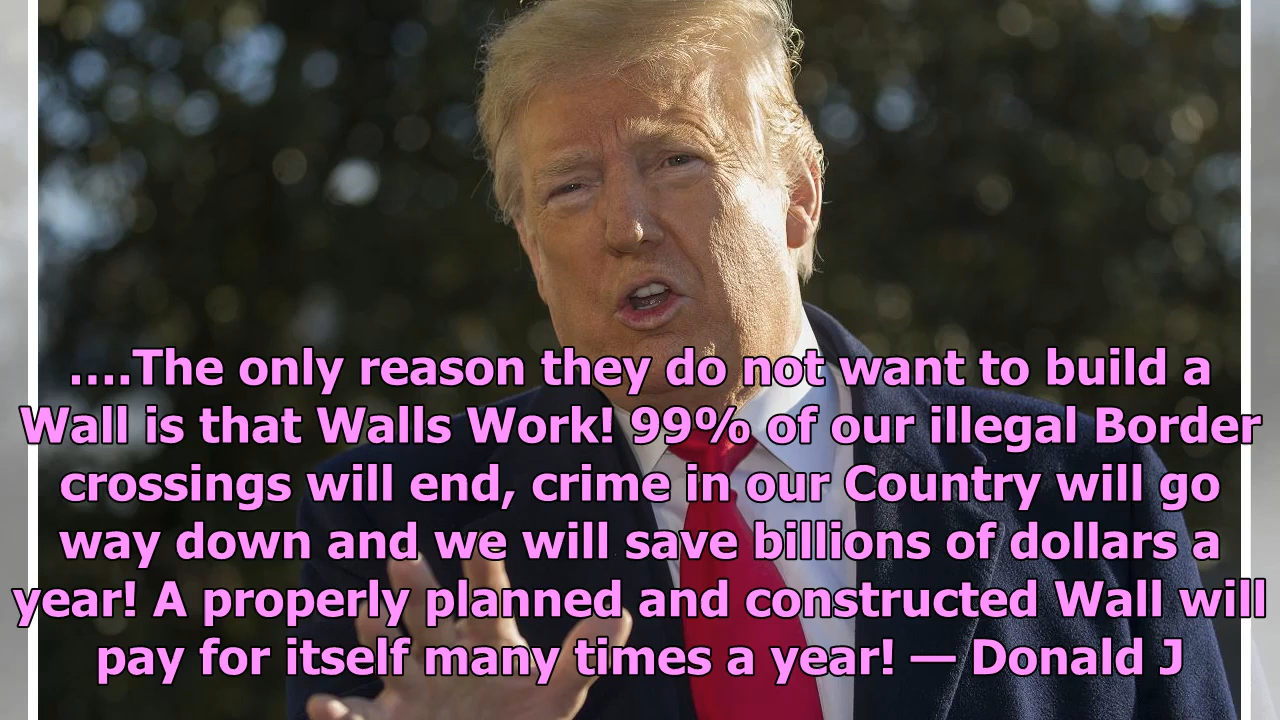 ....The only reason they do not want to build a
Wall is that Walls Work! 99% of our illegal Border
crossings will end, crime in our Country will go
way down and we will save billions of dollars a
year! A properly planned and constructed Wall will
pay for itself many times a year! — Donald J